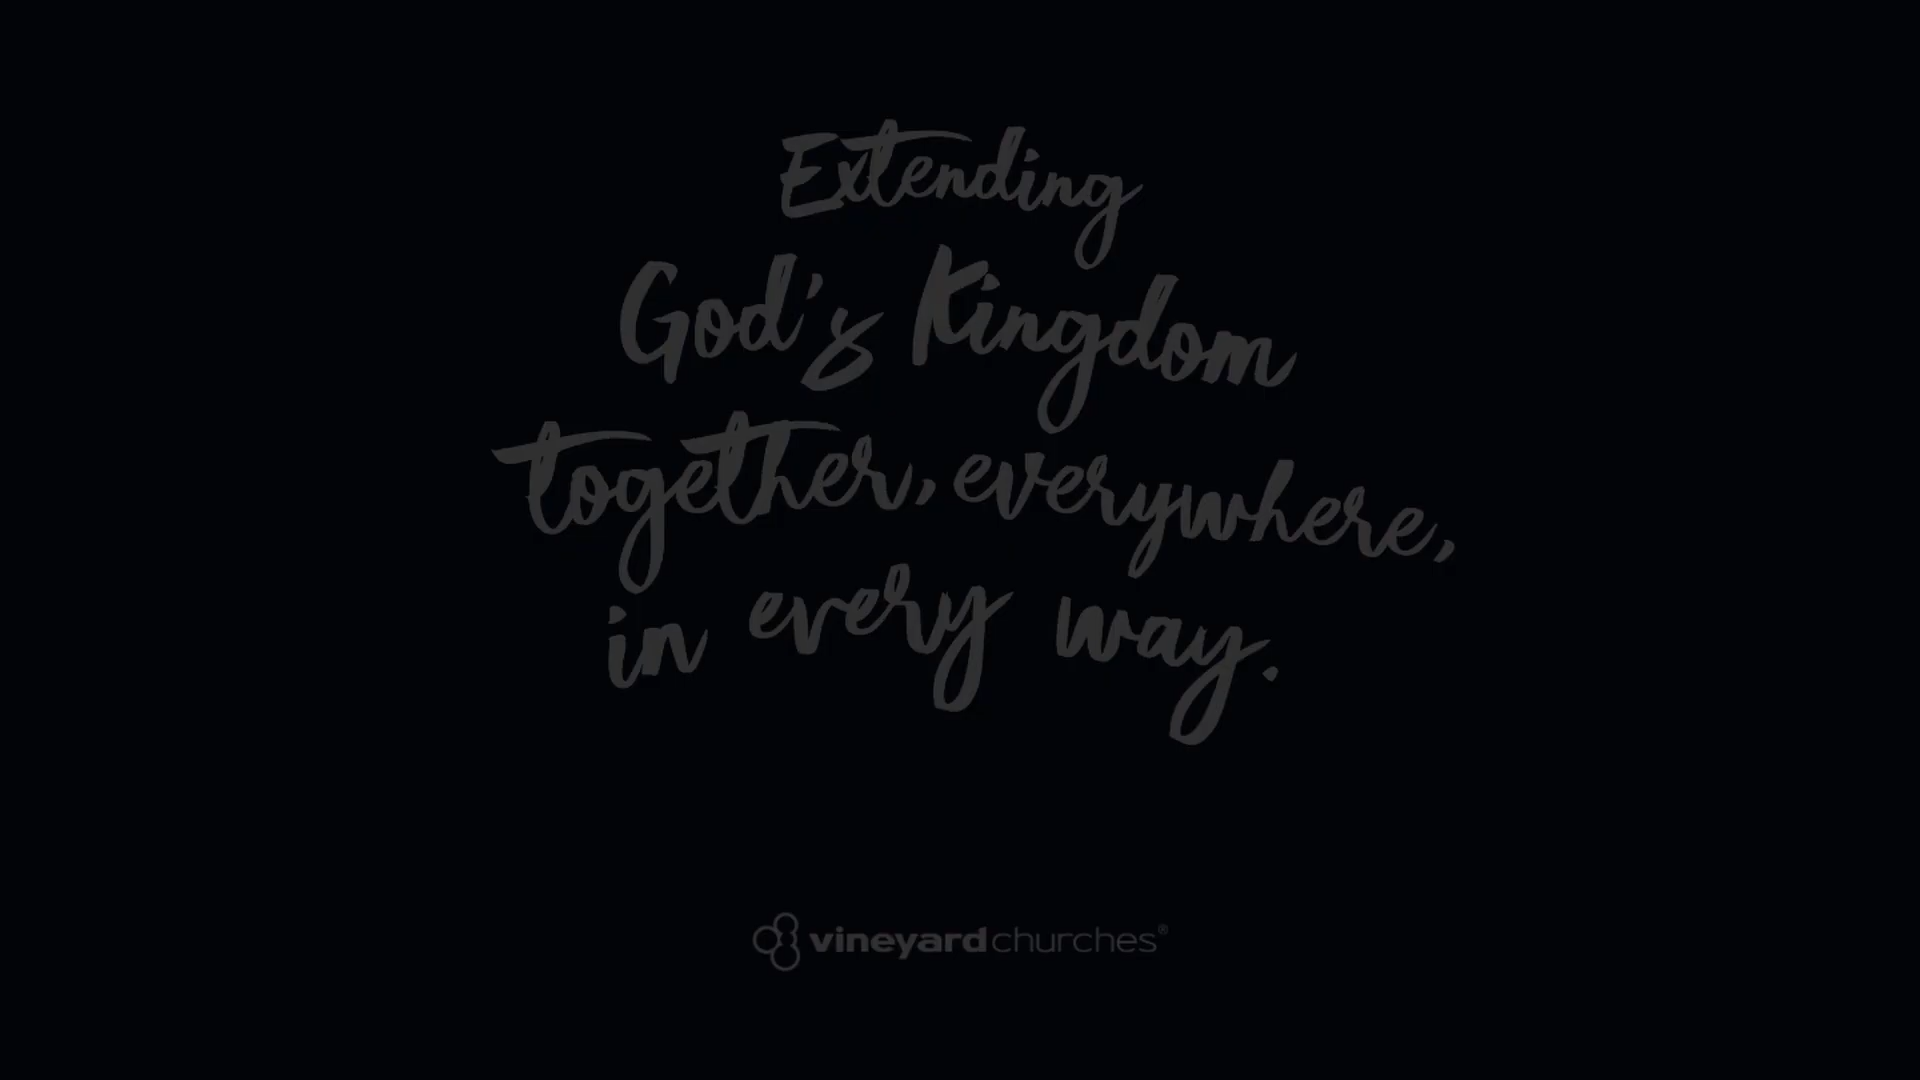 Extending
God's Kingdom
together, everywhere,
in every way.
vineyardchurches®